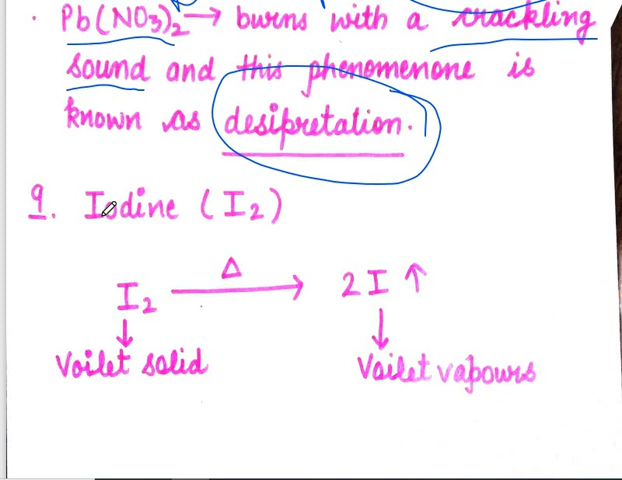 · Pb(NO3)2 → burns with a crackling
sound and this phenomenone is
known as desipretation.
9. Iodine (I2)
Δ
I2 → 2I ↑
↓ ↓
Voilet solid Voilet vapours